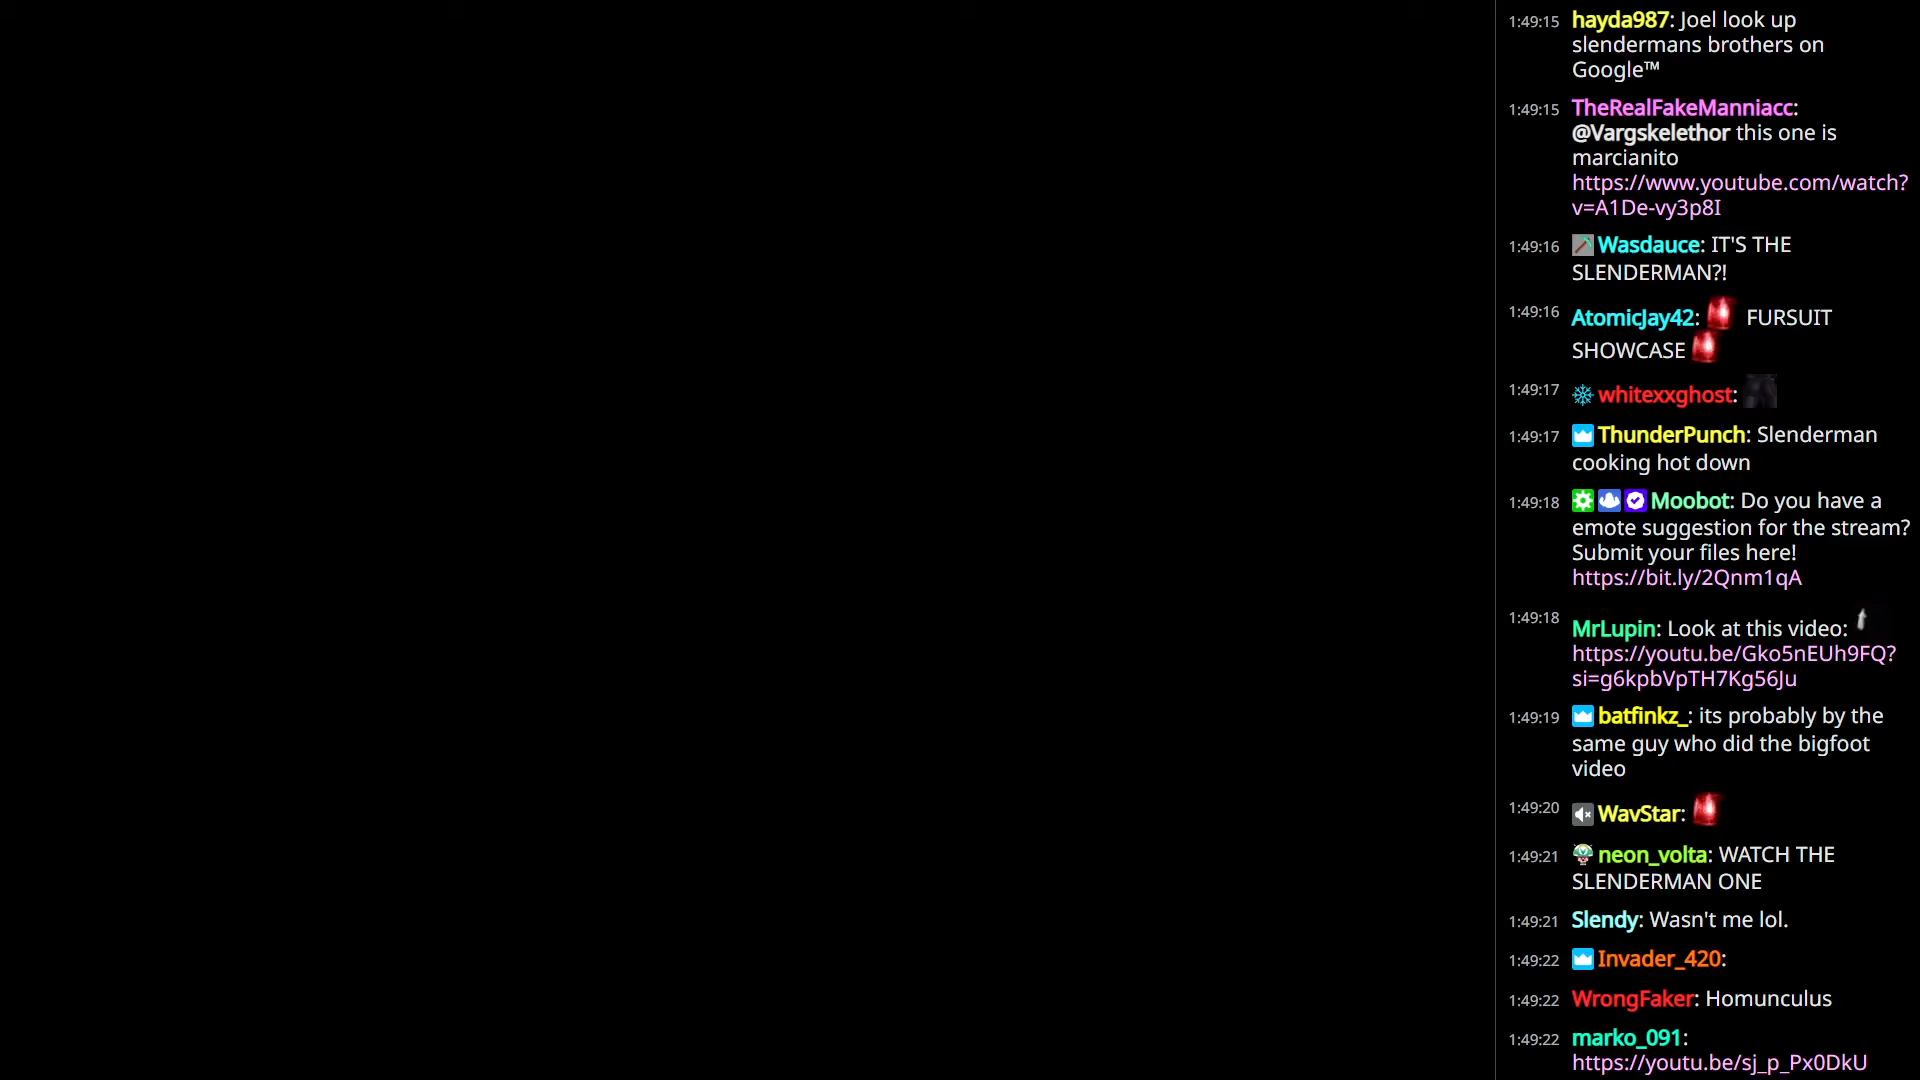 1:49:15 hayda987: Joel look up
slendermans brothers on
Google™
1:49:15 TheRealFakeManniacc:
@Vargskelethor this one is
marcianito
https://www.youtube.com/watch?
v=A1De-vy3p8I
1:49:16 Wasdauce: IT'S THE
SLENDERMAN?!
1:49:16 AtomicJay42: FURSUIT
SHOWCASE
1:49:17 whitexxghost:
1:49:17 ThunderPunch: Slenderman
cooking hot down
1:49:18 Moobot: Do you have a
emote suggestion for the stream?
Submit your files here!
https://bit.ly/2Qnm1qA
1:49:18 MrLupin: Look at this video:
https://youtu.be/Gko5nEUh9FQ?
si=g6kpbVpTH7Kg56Ju
1:49:19 batfinkz_: its probably by the
same guy who did the bigfoot
video
1:49:20 WavStar:
1:49:21 neon_volta: WATCH THE
SLENDERMAN ONE
1:49:21 Slendy: Wasn't me lol.
1:49:22 Invader_420:
1:49:22 WrongFaker: Homunculus
1:49:22 marko_091:
https://youtu.be/sj_p_Px0DkU